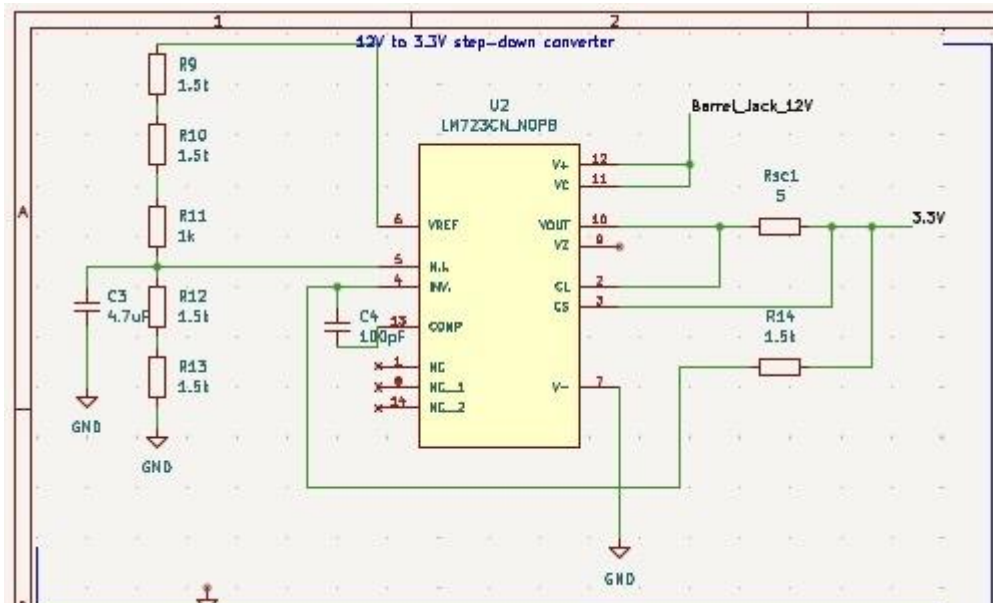 1
2
12V to 3.3V step-down converter
R9
1.5k
R10
1.5k
R11
1k
R12
1.5k
R13
1.5k
C3
4.7uF
GND
GND
C4
100pF
U2
LM723CN_NOPB
6 VREF
5 N.I.
4 INV.
13 COMP
1 NC
8 NC_1
14 NC_2
V+ 12
VC 11
VOUT 10
VZ 9
CL 2
CS 3
V- 7
Barrel_Jack_12V
Rsc1
5
3.3V
R14
1.5k
GND
A